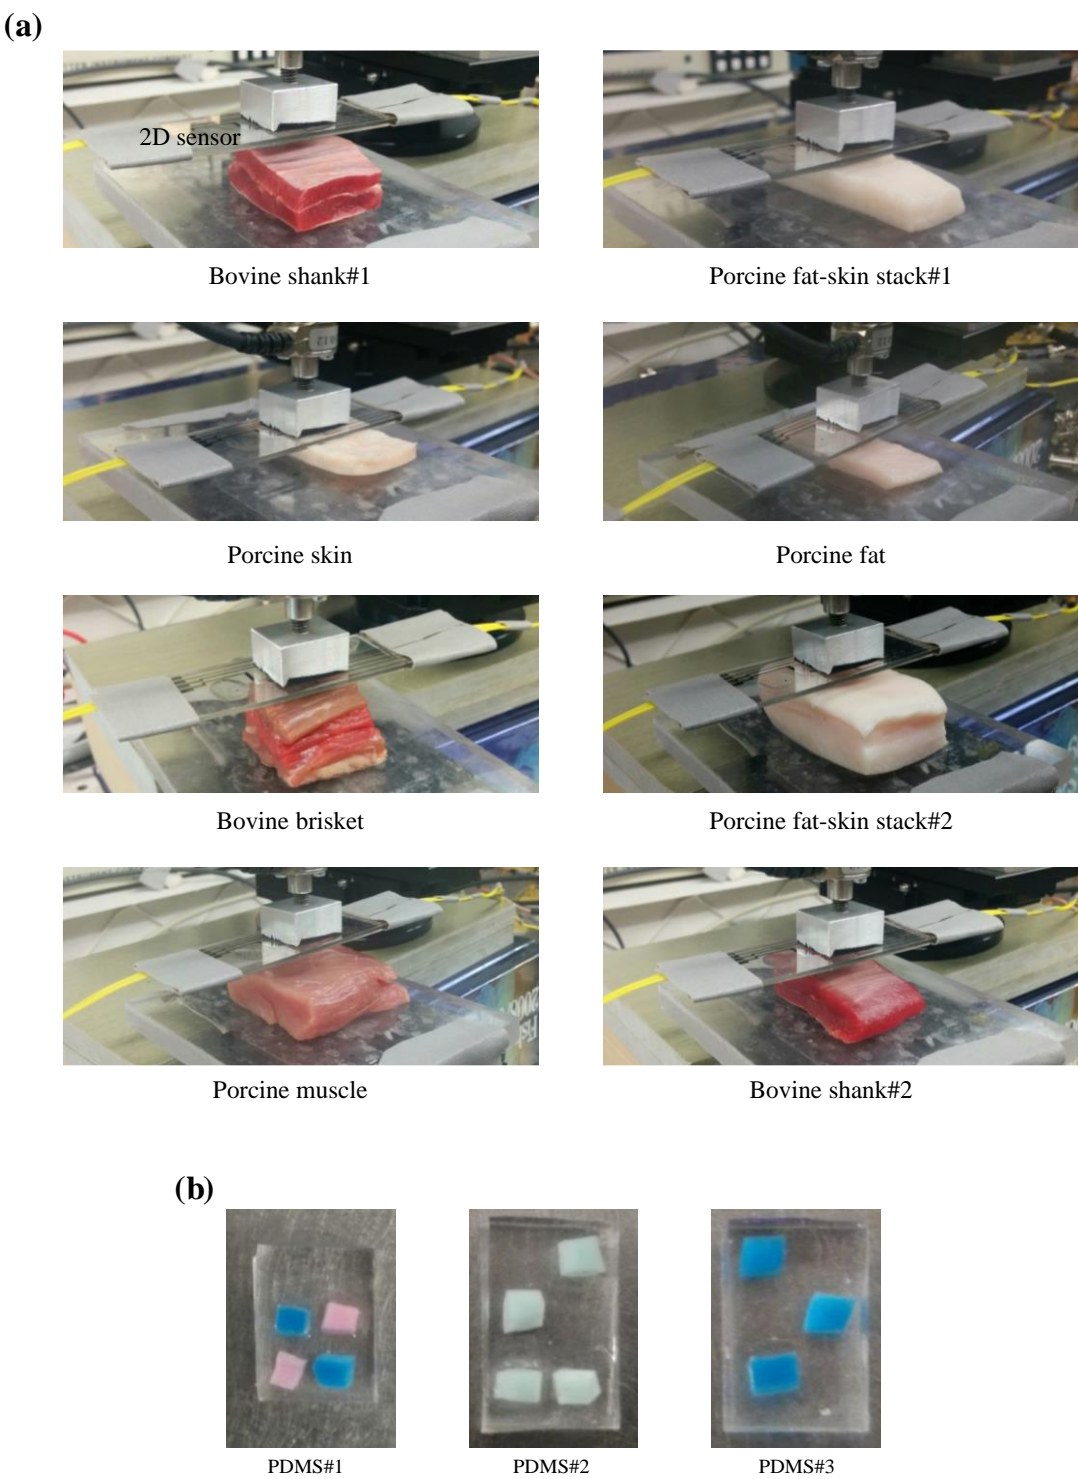 (a)
2D sensor
Bovine shank#1
Porcine fat-skin stack#1
Porcine skin
Porcine fat
Bovine brisket
Porcine fat-skin stack#2
Porcine muscle
Bovine shank#2
(b)
PDMS#1
PDMS#2
PDMS#3